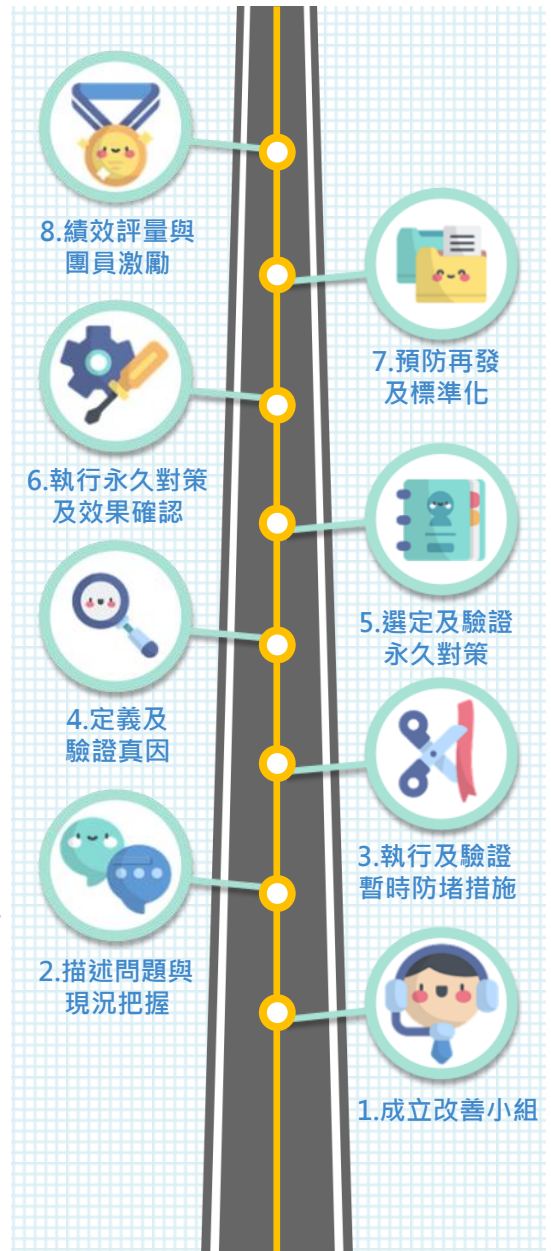 8.績效評量與
團員激勵
7.預防再發
及標準化
6.執行永久對策
及效果確認
5.選定及驗證
永久對策
4.定義及
驗證真因
3.執行及驗證
暫時防堵措施
2.描述問題與
現況把握
1.成立改善小組